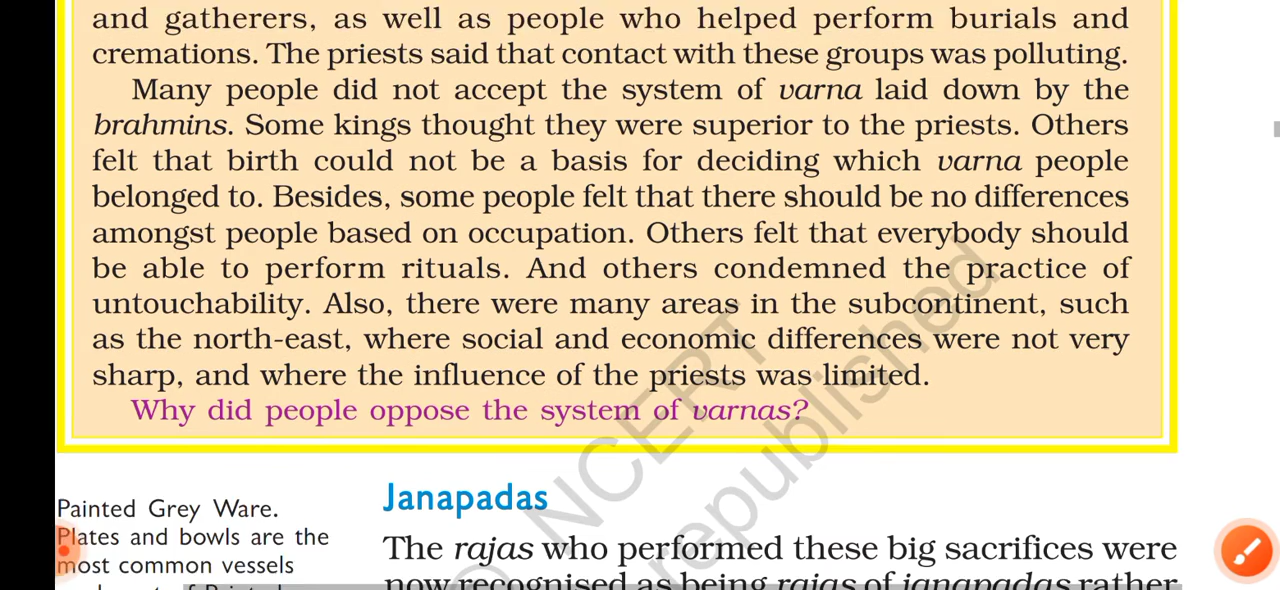 and gatherers, as well as people who helped perform burials and
cremations. The priests said that contact with these groups was polluting.
Many people did not accept the system of varna laid down by the
brahmins. Some kings thought they were superior to the priests. Others
felt that birth could not be a basis for deciding which varna people
belonged to. Besides, some people felt that there should be no differences
amongst people based on occupation. Others felt that everybody should
be able to perform rituals. And others condemned the practice of
untouchability. Also, there were many areas in the subcontinent, such
as the north-east, where social and economic differences were not very
sharp, and where the influence of the priests was limited.
Why did people oppose the system of varnas?
Janapadas
Painted Grey Ware.
Plates and bowls are the
most common vessels
The rajas who performed these big sacrifices were
now recognised as being rajas of janapadas rather
© NCERT
republished